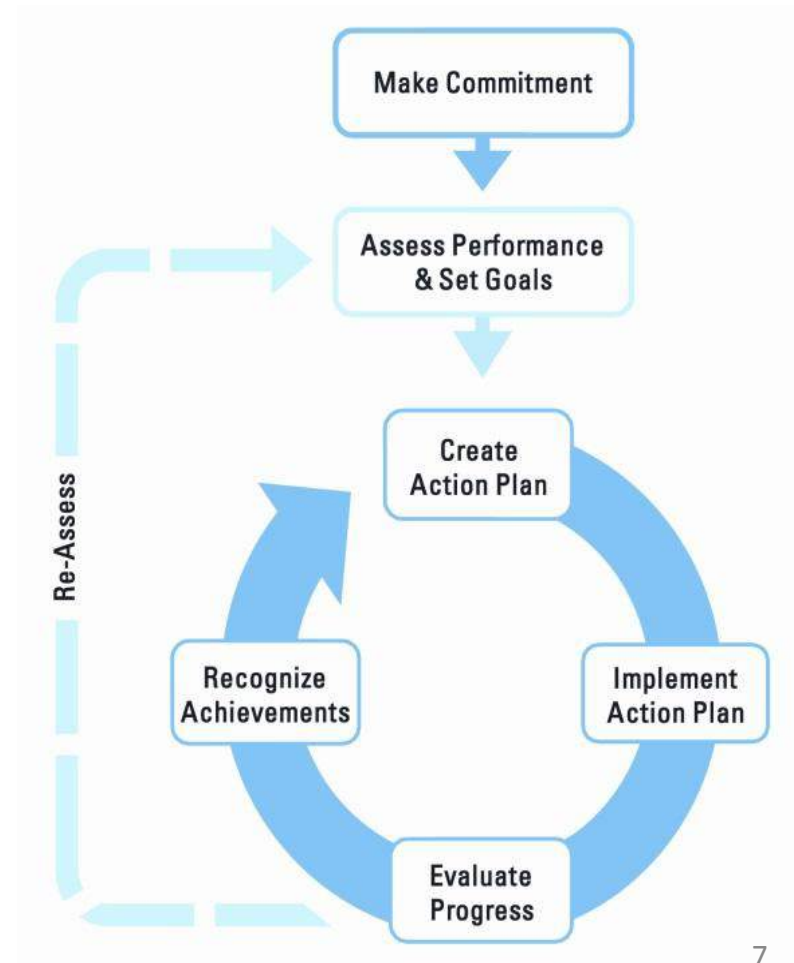 Make Commitment
Assess Performance
& Set Goals
Create
Action Plan
Re-Assess
Recognize
Achievements
Implement
Action Plan
Evaluate
Progress
7